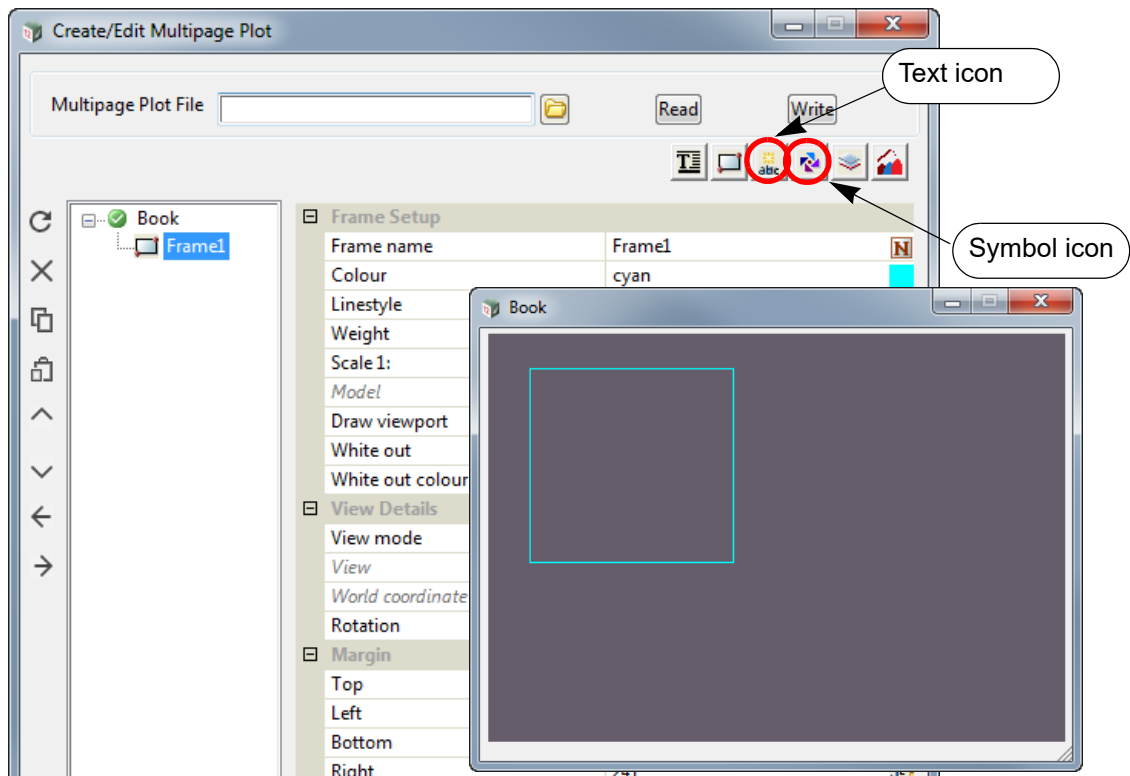 Create/Edit Multipage Plot
Text icon
Multipage Plot File
Read
Write
abc
Symbol icon
Book
Frame1
Frame Setup
Frame name Frame1 N
Colour cyan
Linestyle
Weight
Scale 1:
Model
Draw viewport
White out
White out colour
View Details
View mode
View
World coordinate
Rotation
Margin
Top
Left
Bottom
Right
Book